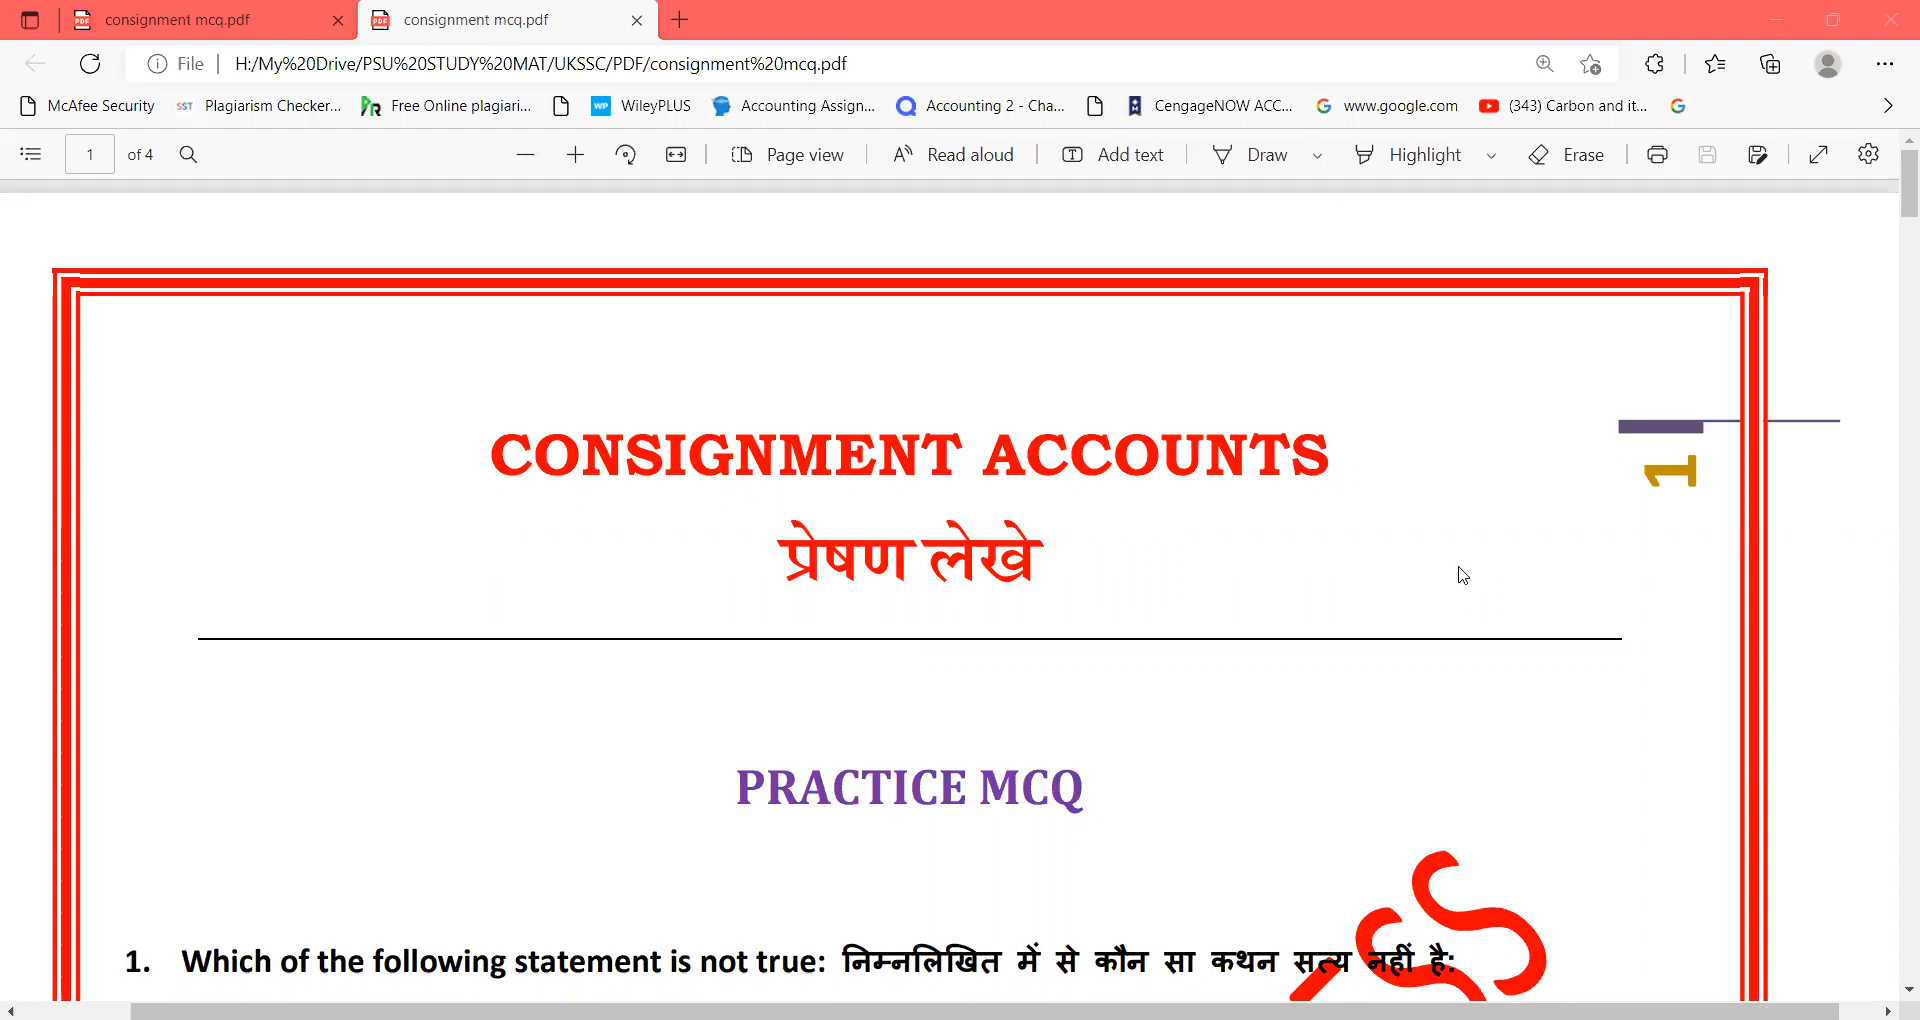 consignment mcq.pdf
consignment mcq.pdf
File
H:/My%20Drive/PSU%20STUDY%20MAT/UKSSC/PDF/consignment%20mcq.pdf
McAfee Security
SST Plagiarism Checker...
Free Online plagiari...
WP WileyPLUS
Accounting Assign...
Accounting 2 - Cha...
CengageNOW ACC...
www.google.com
(343) Carbon and it...
1 of 4
Page view
Read aloud
Add text
Draw
Highlight
Erase
CONSIGNMENT ACCOUNTS
1
प्रेषण लेखे
PRACTICE MCQ
1. Which of the following statement is not true: निम्नलिखित में से कौन सा कथन सत्य नहीं है: